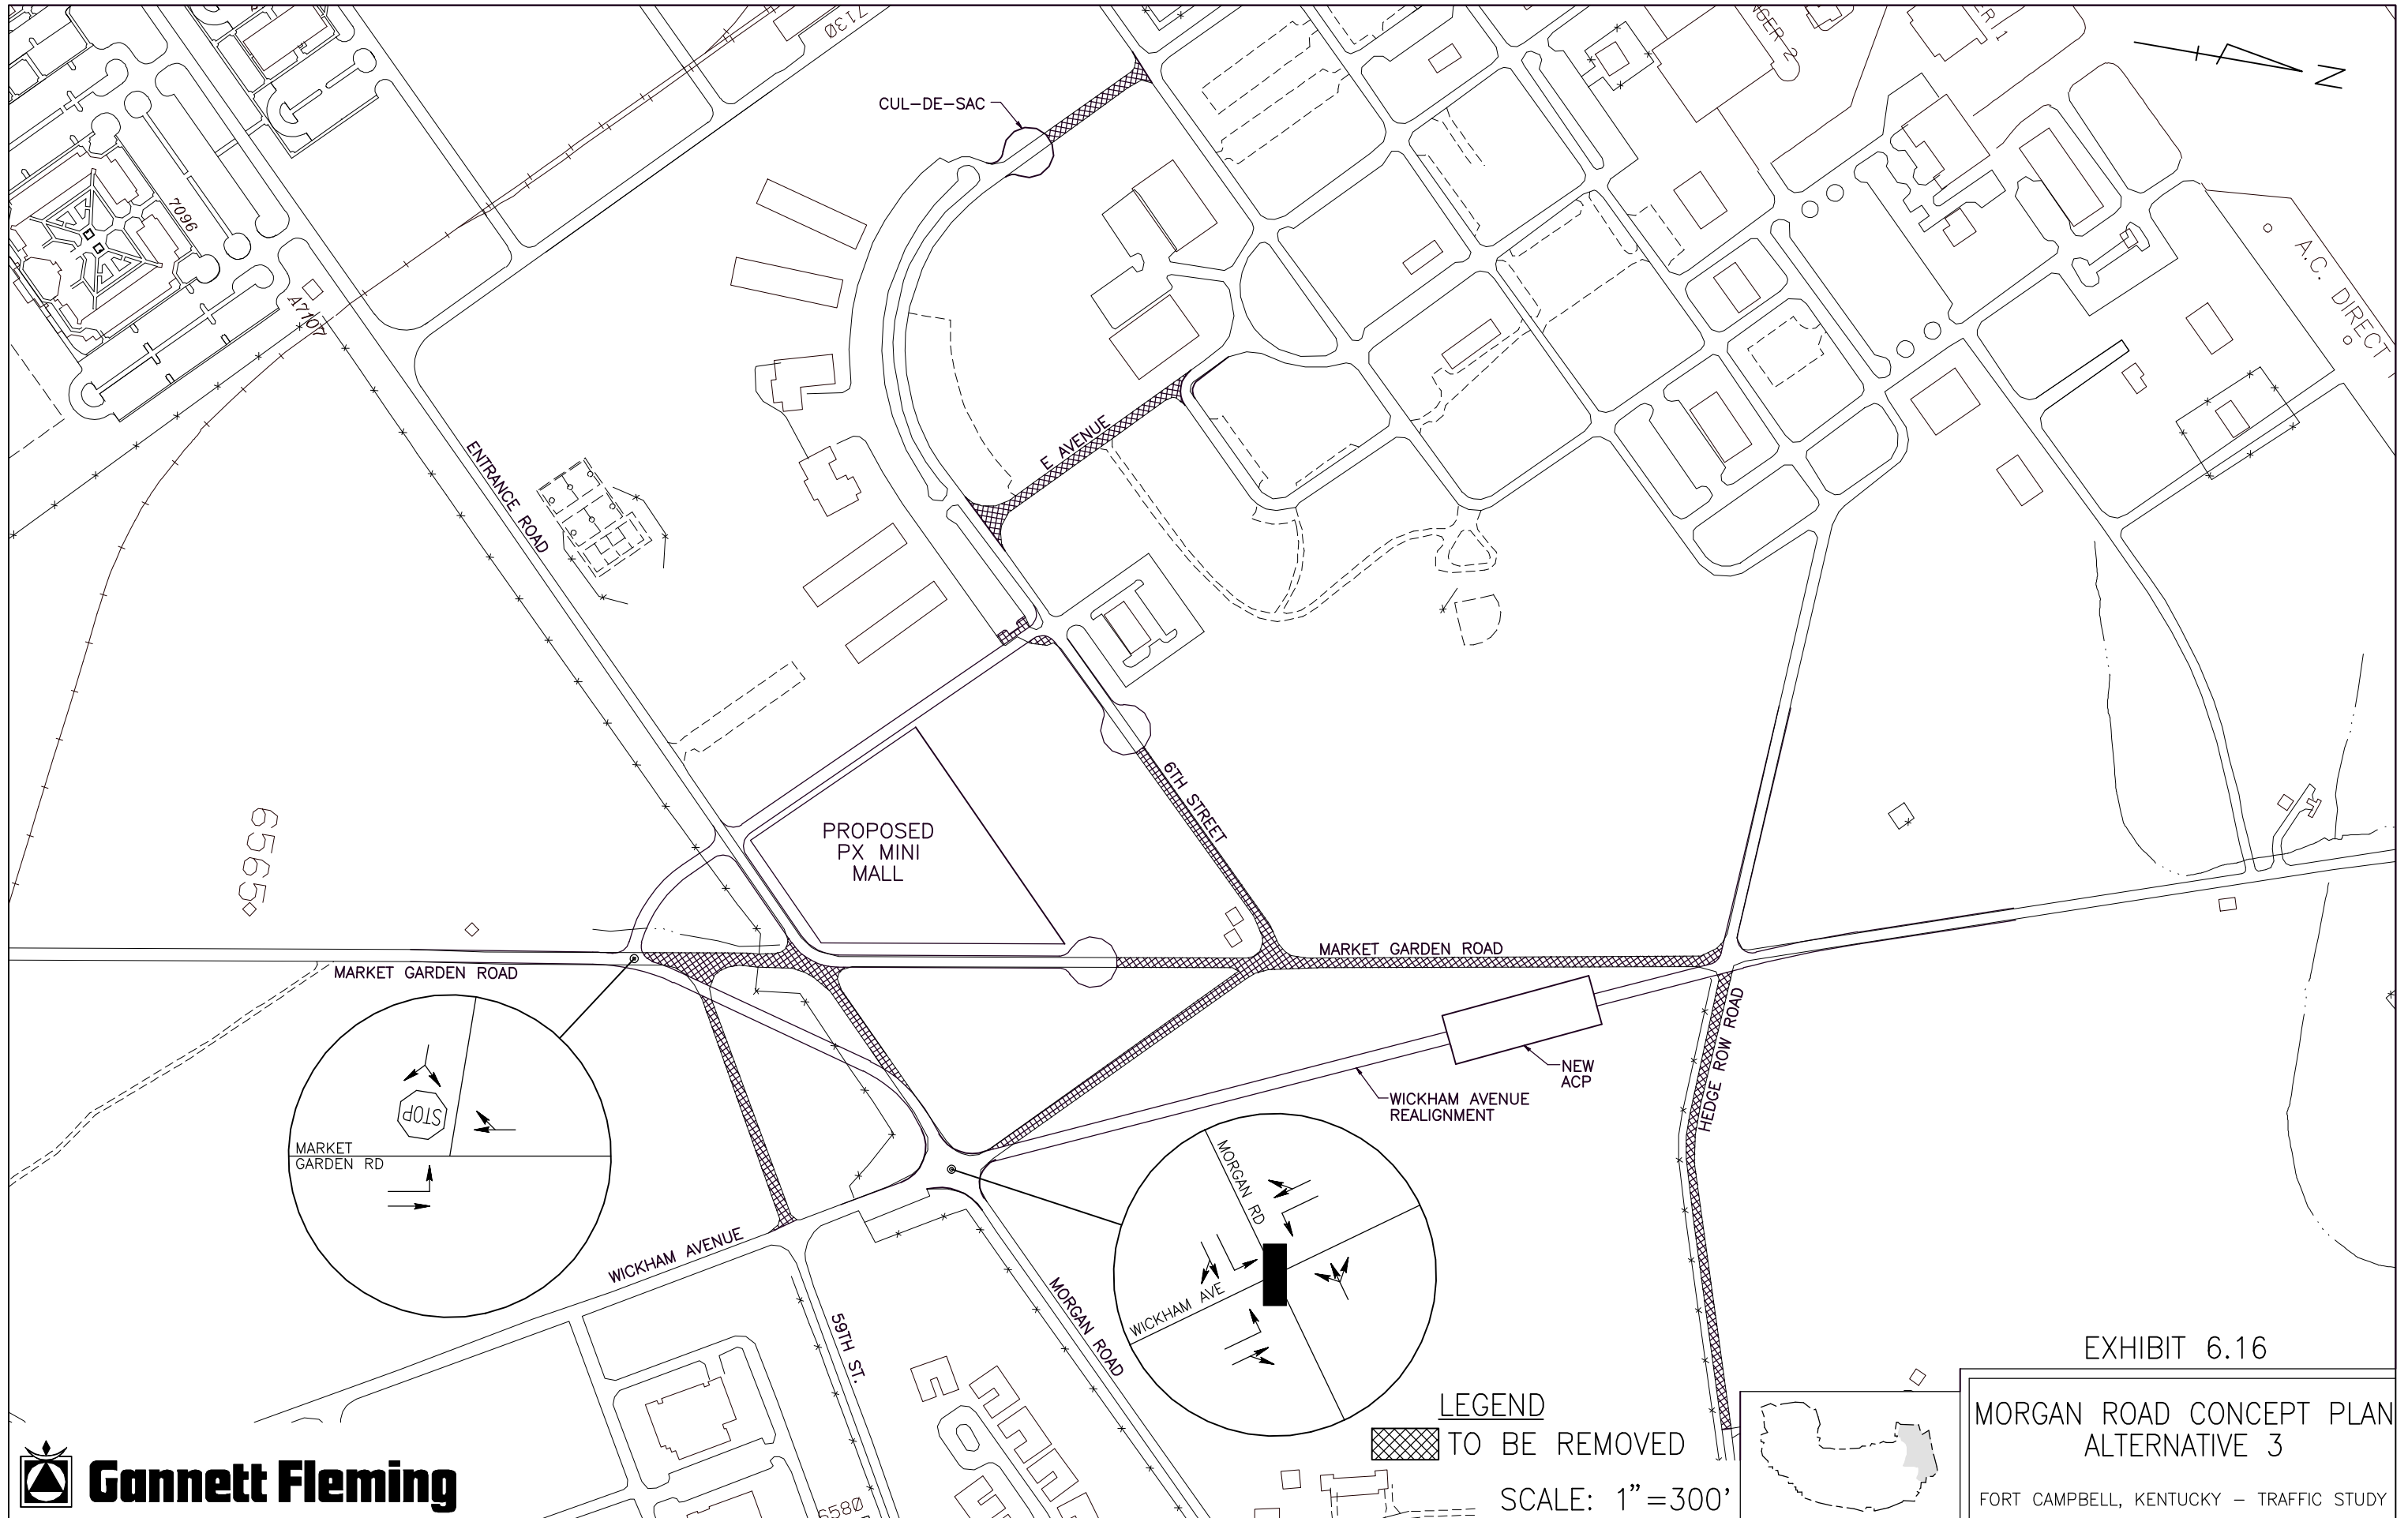 7130
NGER 2
ER
N
CUL-DE-SAC
7096
A7107
A.C. DIRECT
ENTRANCE ROAD
E AVENUE
6TH STREET
PROPOSED
PX MINI
MALL
6565
MARKET GARDEN ROAD
MARKET GARDEN ROAD
HEDGE ROW ROAD
NEW
ACP
WICKHAM AVENUE
REALIGNMENT
STOP
MARKET
GARDEN RD
MORGAN RD
WICKHAM AVE
WICKHAM AVENUE
59TH ST.
MORGAN ROAD
6580
EXHIBIT 6.16
LEGEND
TO BE REMOVED
SCALE: 1"=300'
MORGAN ROAD CONCEPT PLAN
ALTERNATIVE 3
FORT CAMPBELL, KENTUCKY - TRAFFIC STUDY
Gannett Fleming